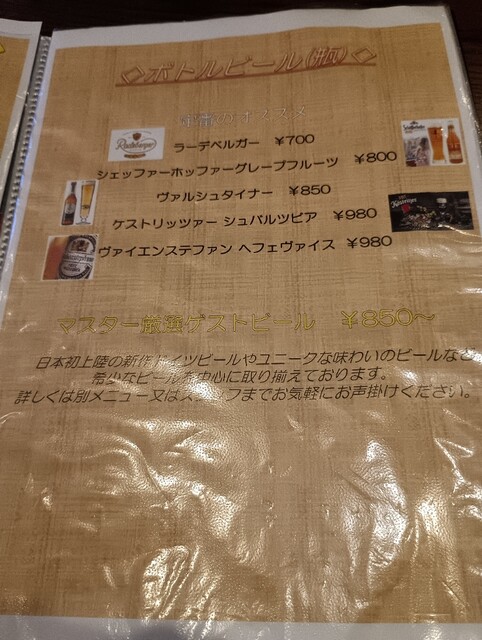 ◇ボトルビール(瓶)◇
定番のオススメ
ラーデベルガー ￥700
シェッファーホッファーグレープフルーツ ￥800
ヴァルシュタイナー ￥850
ケストリッツァー シュバルツビア ￥980
ヴァイエンステファン ヘフェヴァイス ￥980
マスター厳選ゲストビール ￥850～
日本初上陸の新作ドイツビールやユニークな味わいのビールなど
希少なビールを中心に取り揃えております。
詳しくは別メニュー又はスタッフまでお気軽にお声掛けください。
Radeberger